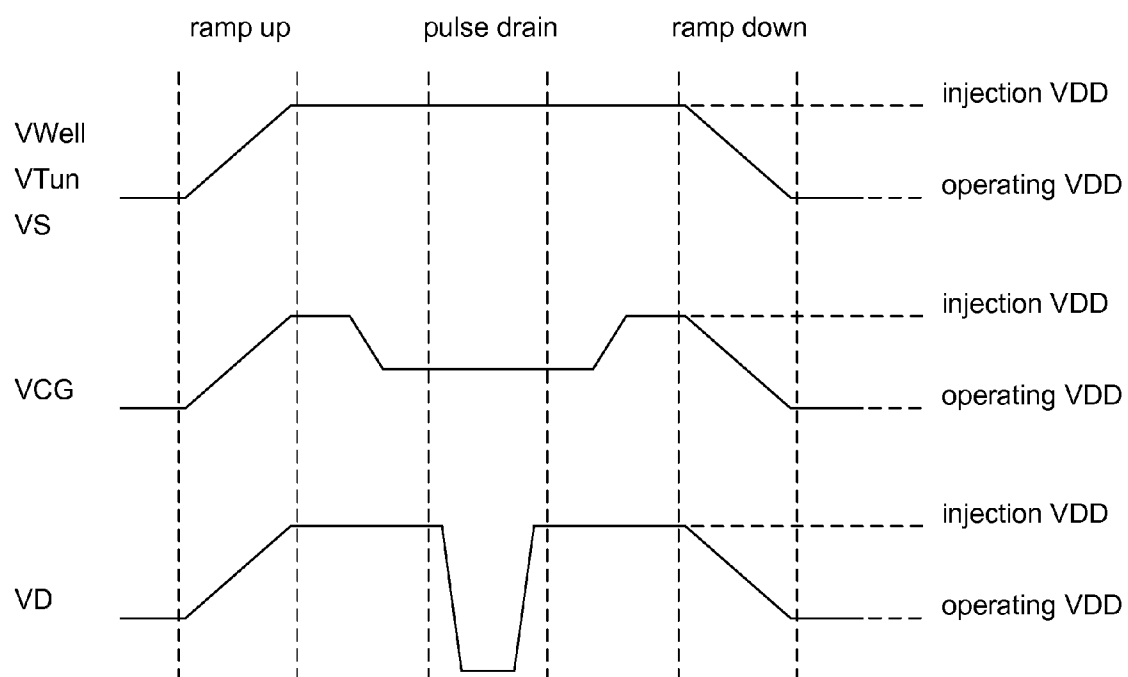 ramp up pulse drain ramp down
injection VDD
VWell
VTun
operating VDD
VS
injection VDD
VCG
operating VDD
injection VDD
VD
operating VDD